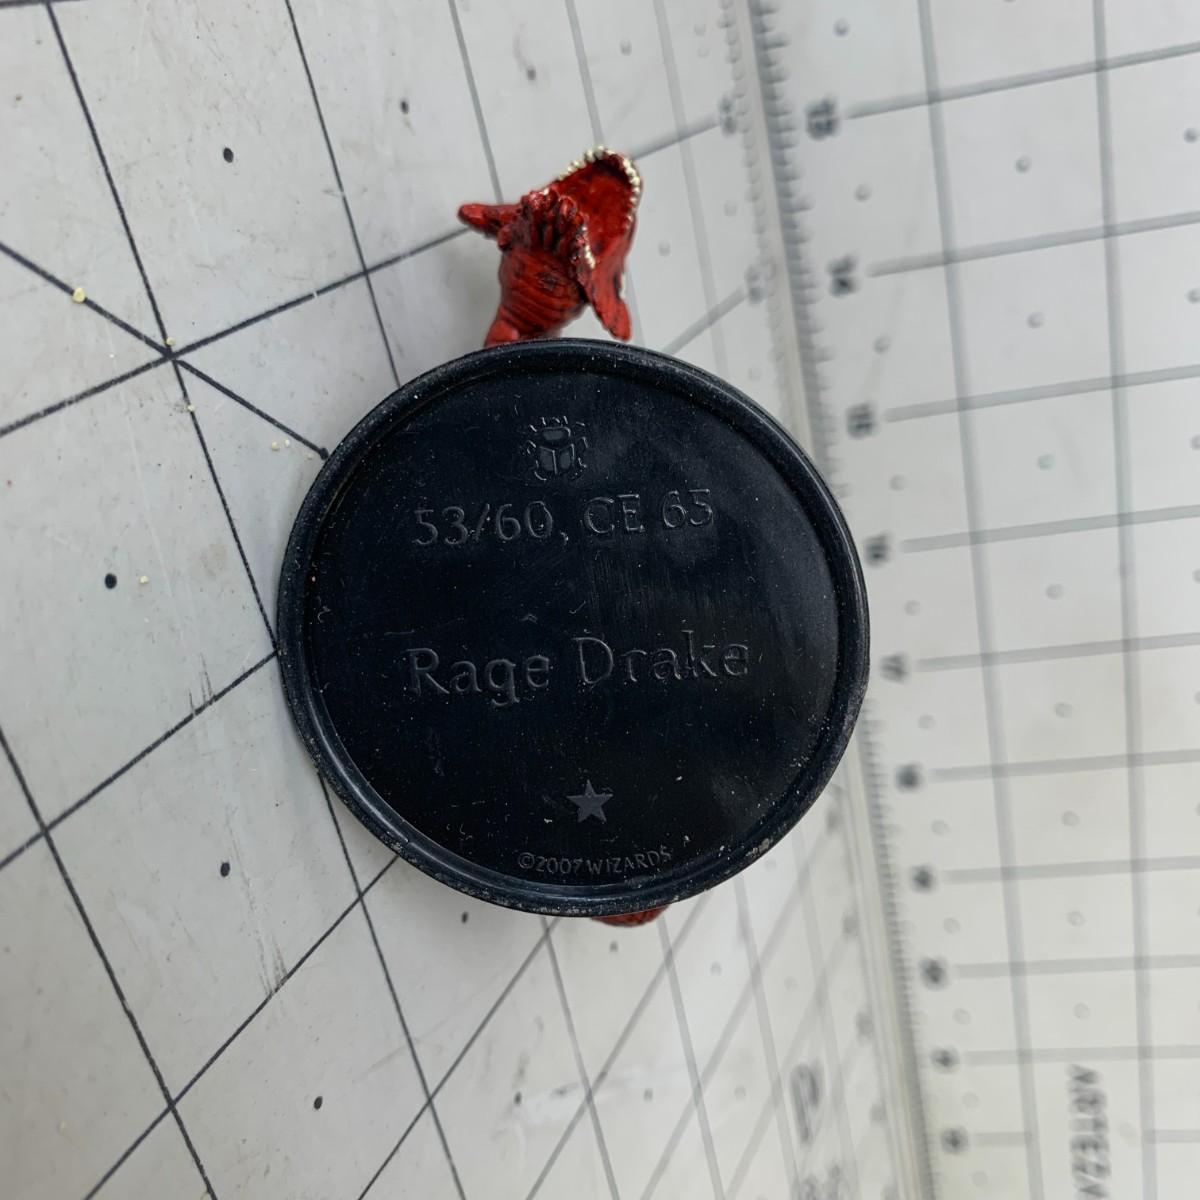 53/60, CE 65
Rage Drake
©2007 WIZARDS